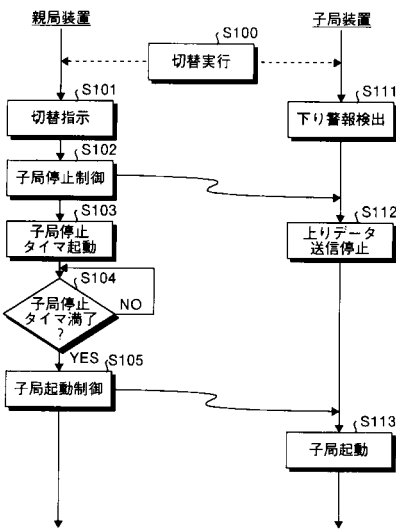 親局装置
子局装置
S100
切替実行
S101
切替指示
S111
下り警報検出
S102
子局停止制御
S103
子局停止
タイマ起動
S112
上りデータ
送信停止
S104
子局停止
タイマ満了
?
NO
YES
S105
子局起動制御
S113
子局起動